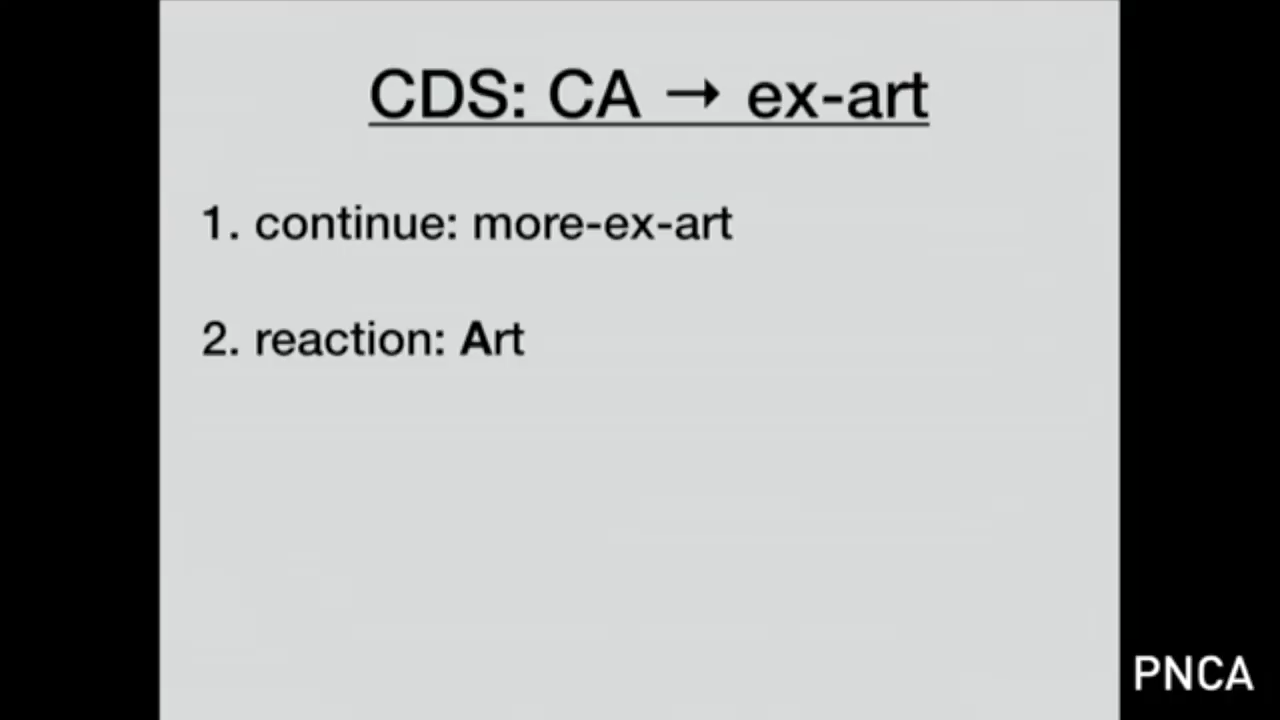 CDS: CA → ex-art
1. continue: more-ex-art
2. reaction: Art
PNCA